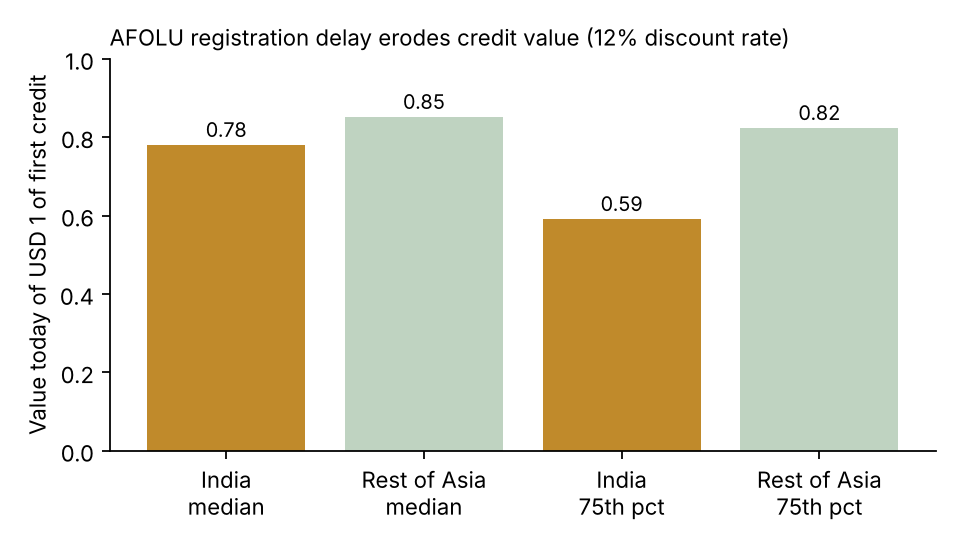 AFOLU registration delay erodes credit value (12% discount rate)
Value today of USD 1 of first credit
1.0
0.8
0.6
0.4
0.2
0.0
0.78
0.85
0.59
0.82
India
median
Rest of Asia
median
India
75th pct
Rest of Asia
75th pct